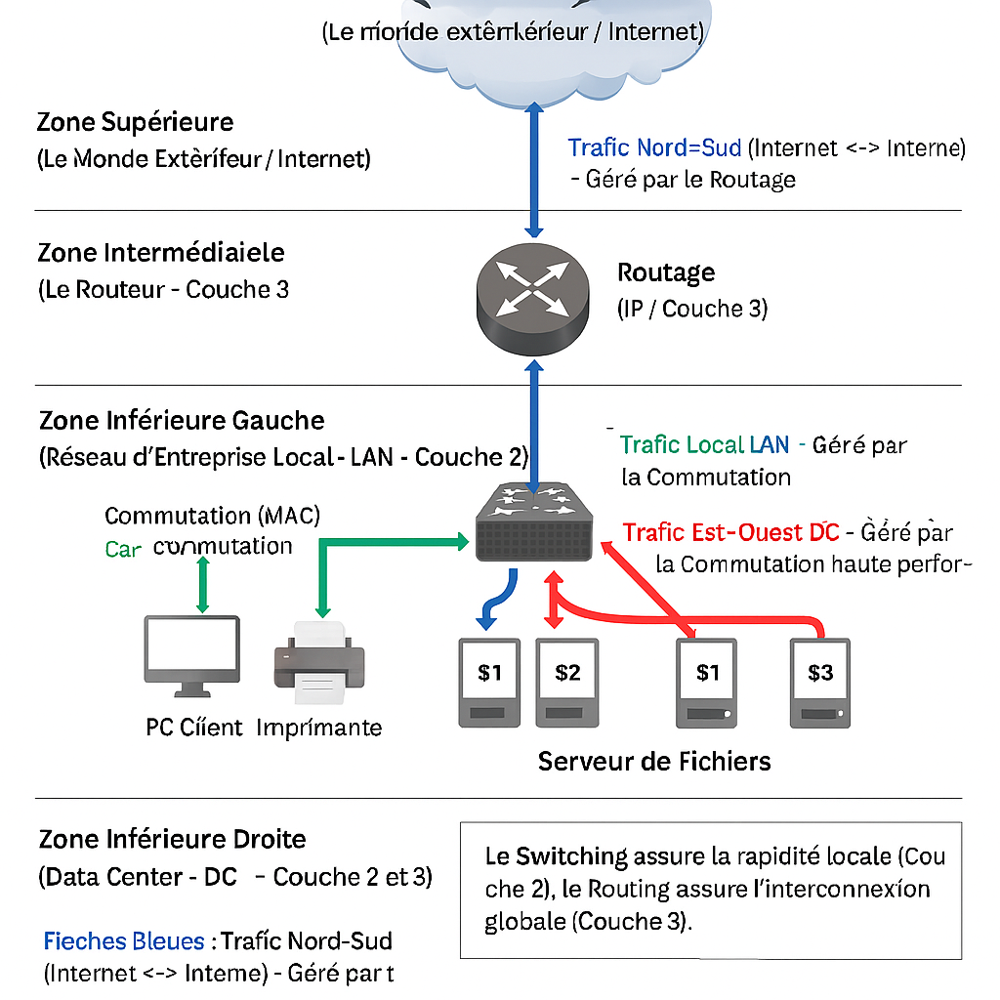 (Le moride extêrŀérieur / Internet)
Zone Supérieure
(Le Monde Extèrifeur / Internet)
Trafic Nord=Sud (Internet <-> Interne)
- Géré par le Routage
Zone Intermédiaiele
(Le Routeur - Couche 3
Routage
(IP / Couche 3)
Zone Inférieure Gauche
(Réseau d'Entreprise Local - LAN - Couche 2)
Trafic Local LAN - Géré par
la Commutation
Commutation (MAC)
Car commutation
Trafic Est-Ouest DC - Géré par
la Commutation haute perfor-
$1 $2 $1 $3
PC Client Imprimante
Serveur de Fichiers
Zone Inférieure Droite
(Data Center - DC - Couche 2 et 3)
Le Switching assure la rapidité locale (Cou
che 2), le Routing assure l'interconnexion
globale (Couche 3).
Fieches Bleues : Trafic Nord-Sud
(Internet <-> Inteme) - Géré par t